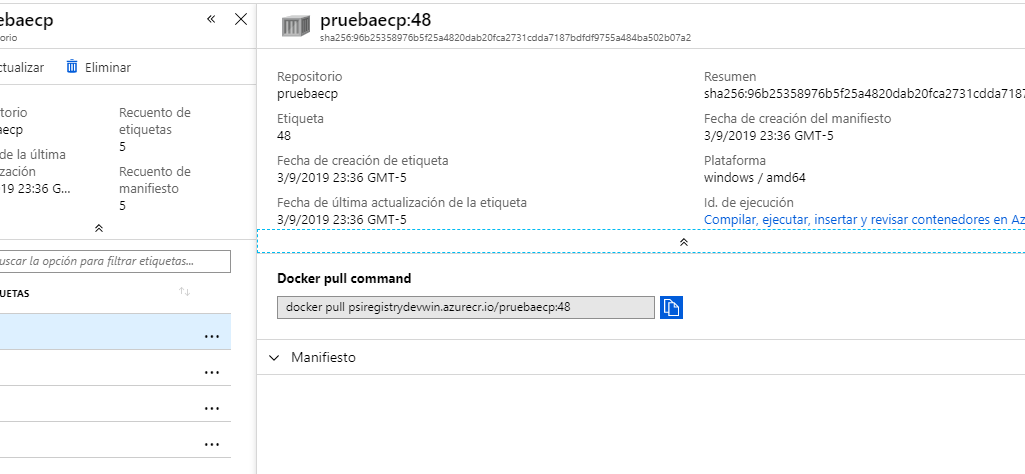 ebaecp
orio
ctualizar
Eliminar
torio
aecp
de la última
zación
19 23:36 G...
Recuento de
etiquetas
5
Recuento de
manifiesto
5
uscar la opción para filtrar etiquetas...
UETAS
...
...
...
...
pruebaecp:48
sha256:96b25358976b5f25a4820dab20fca2731cdda7187bdfdf9755a484ba502b07a2
Repositorio
pruebaecp
Etiqueta
48
Fecha de creación de etiqueta
3/9/2019 23:36 GMT-5
Fecha de última actualización de la etiqueta
3/9/2019 23:36 GMT-5
Resumen
sha256:96b25358976b5f25a4820dab20fca2731cdda7187
Fecha de creación del manifiesto
3/9/2019 23:36 GMT-5
Plataforma
windows / amd64
Id. de ejecución
Compilar, ejecutar, insertar y revisar contenedores en Az
Docker pull command
docker pull psiregistrydevwin.azurecr.io/pruebaecp:48
Manifiesto